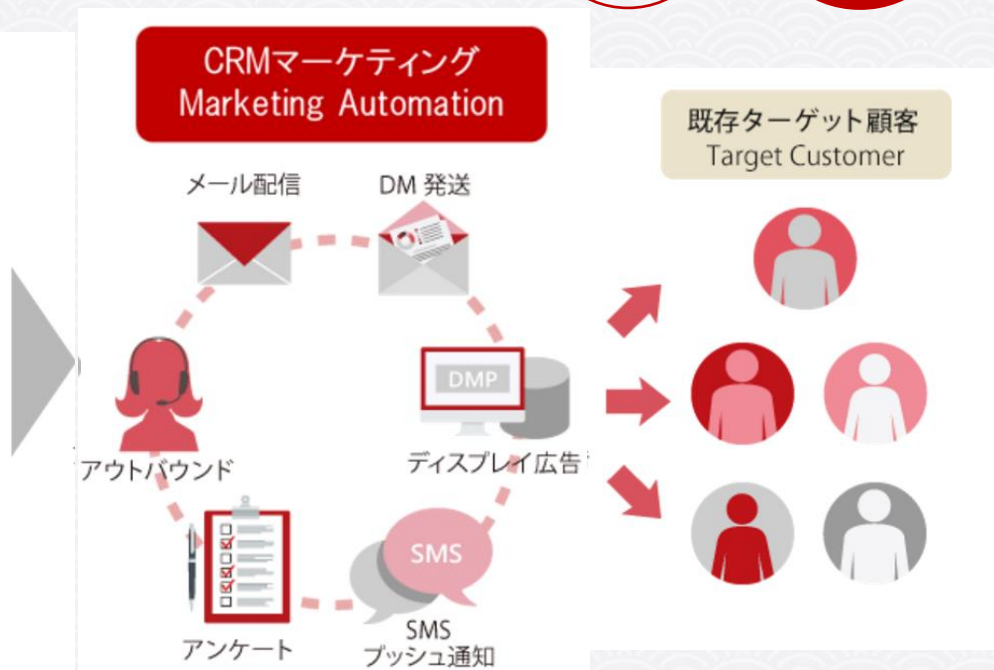 CRMマーケティング
Marketing Automation
既存ターゲット顧客
Target Customer
メール配信
DM 発送
DMP
アウトバウンド
ディスプレイ広告
SMS
アンケート
SMS
プッシュ通知